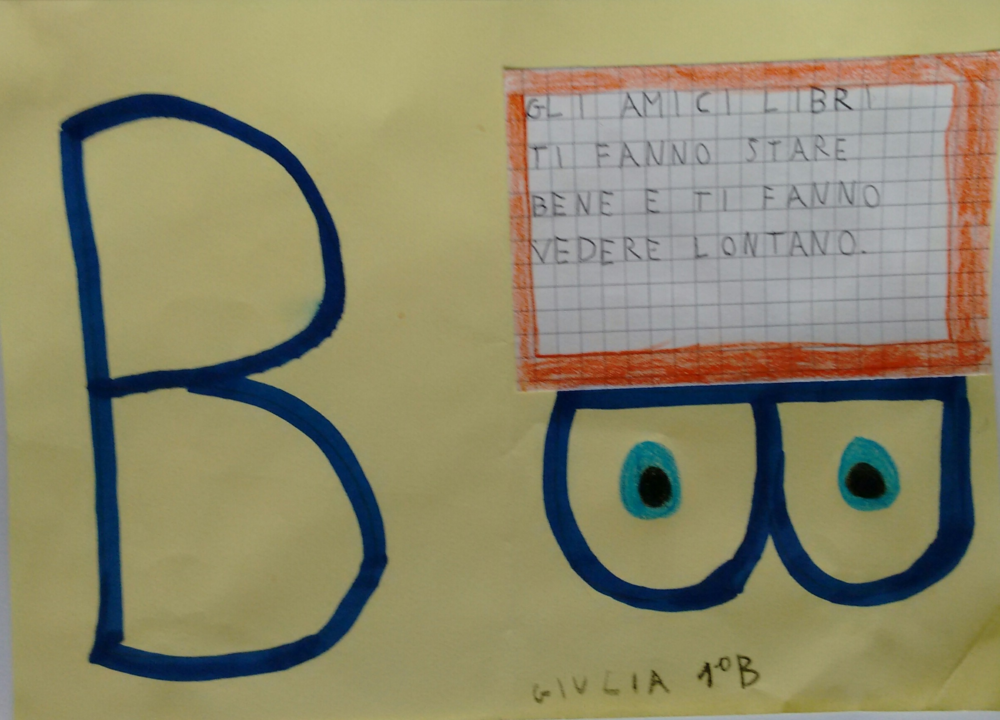 B
GLI AMICI LIBRI
TI FANNO STARE
BENE E TI FANNO
VEDERE LONTANO.
GIULIA 1°B